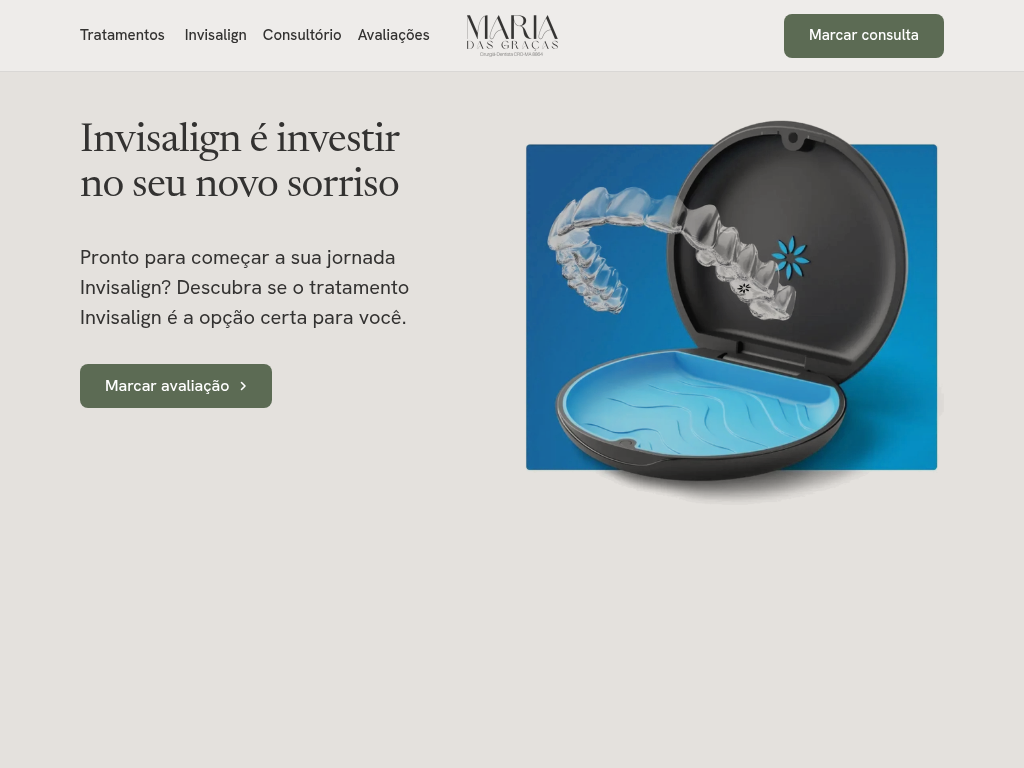 Tratamentos Invisalign Consultório Avaliações
MARIA
DAS GRAÇAS
Marcar consulta
Invisalign é investir
no seu novo sorriso
Pronto para começar a sua jornada
Invisalign? Descubra se o tratamento
Invisalign é a opção certa para você.
Marcar avaliação